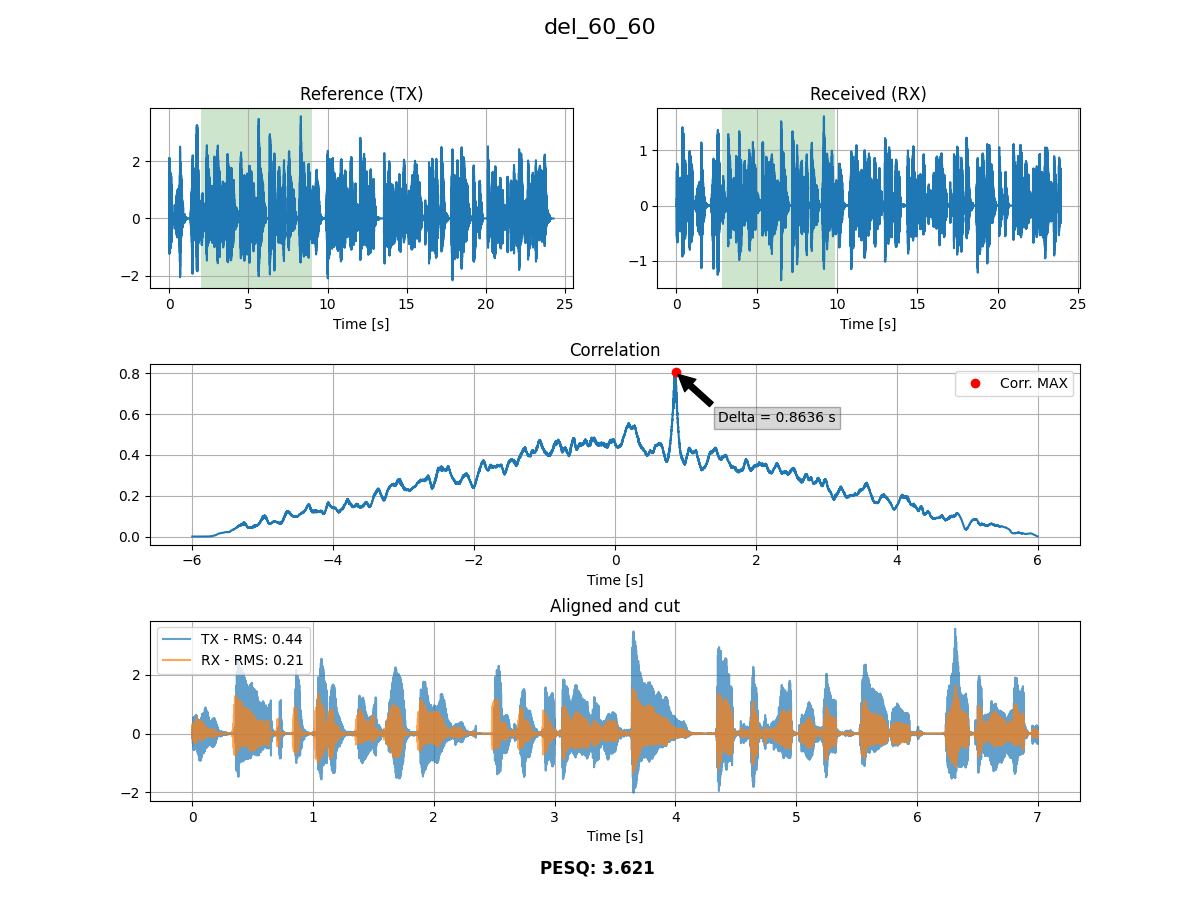 del_60_60
Reference (TX)
2
0
−2
0 5 10 15 20 25
Time [s]
Received (RX)
1
0
−1
0 5 10 15 20 25
Time [s]
Correlation
0.8
0.6
0.4
0.2
0.0
Corr. MAX
Delta = 0.8636 s
−6 −4 −2 0 2 4 6
Time [s]
Aligned and cut
TX - RMS: 0.44
RX - RMS: 0.21
2
0
−2
0 1 2 3 4 5 6 7
Time [s]
PESQ: 3.621